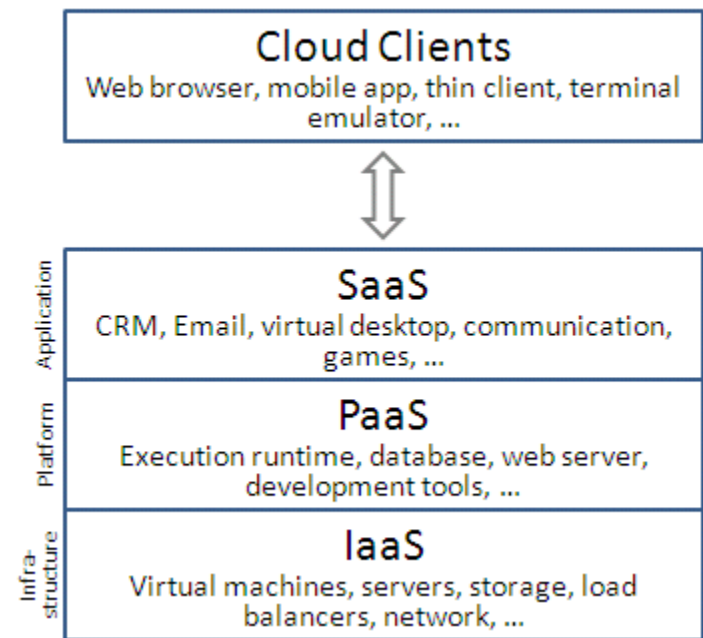 Cloud Clients
Web browser, mobile app, thin client, terminal
emulator, ...
Application
SaaS
CRM, Email, virtual desktop, communication,
games, ...
Platform
PaaS
Execution runtime, database, web server,
development tools, ...
Infra-
structure
IaaS
Virtual machines, servers, storage, load
balancers, network, ...